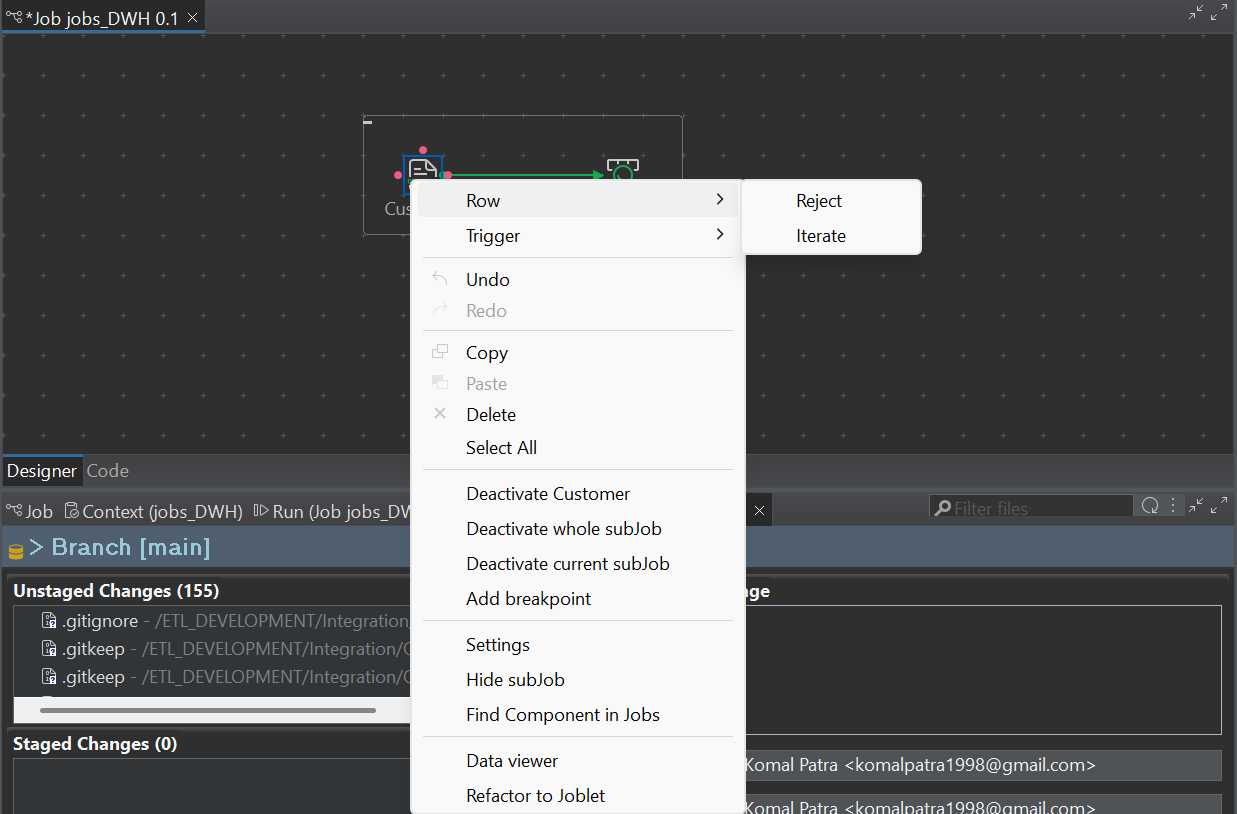 *Job jobs_DWH 0.1
Cus
Row
Reject
Trigger
Iterate
Undo
Redo
Copy
Paste
Delete
Select All
Designer
Code
Deactivate Customer
Job
Context (jobs_DWH)
Run (Job jobs_DW
Filter files
Deactivate whole subJob
> Branch [main]
Deactivate current subJob
Unstaged Changes (155)
Add breakpoint
ge
.gitignore - /ETL_DEVELOPMENT/Integration
.gitkeep - /ETL_DEVELOPMENT/Integration/C
.gitkeep - /ETL_DEVELOPMENT/Integration/C
Settings
Hide subJob
Find Component in Jobs
Staged Changes (0)
Data viewer
Komal Patra <komalpatra1998@gmail.com>
Refactor to Joblet
Komal Patra <komalpatra1998@gmail.com>